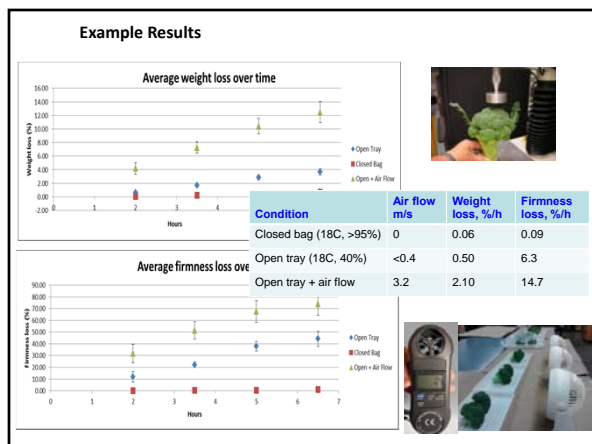 Example Results
Average weight loss over time
16.00
14.00
12.00
10.00
8.00
6.00
4.00
2.00
0.00
-2.00
Weight loss (%)
0 2 4
Hours
Open Tray
Closed Bag
Open + Air Flow
Condition Air flow m/s Weight loss, %/h Firmness loss, %/h
Closed bag (18C, >95%) 0 0.06 0.09
Open tray (18C, 40%) <0.4 0.50 6.3
Open tray + air flow 3.2 2.10 14.7
Average firmness loss ove
90.00
80.00
70.00
60.00
50.00
40.00
30.00
20.00
10.00
0.00
Firmness loss (%)
0 1 2 3 4 5 6 7
Hours
Open Tray
Closed Bag
Open + Air Flow